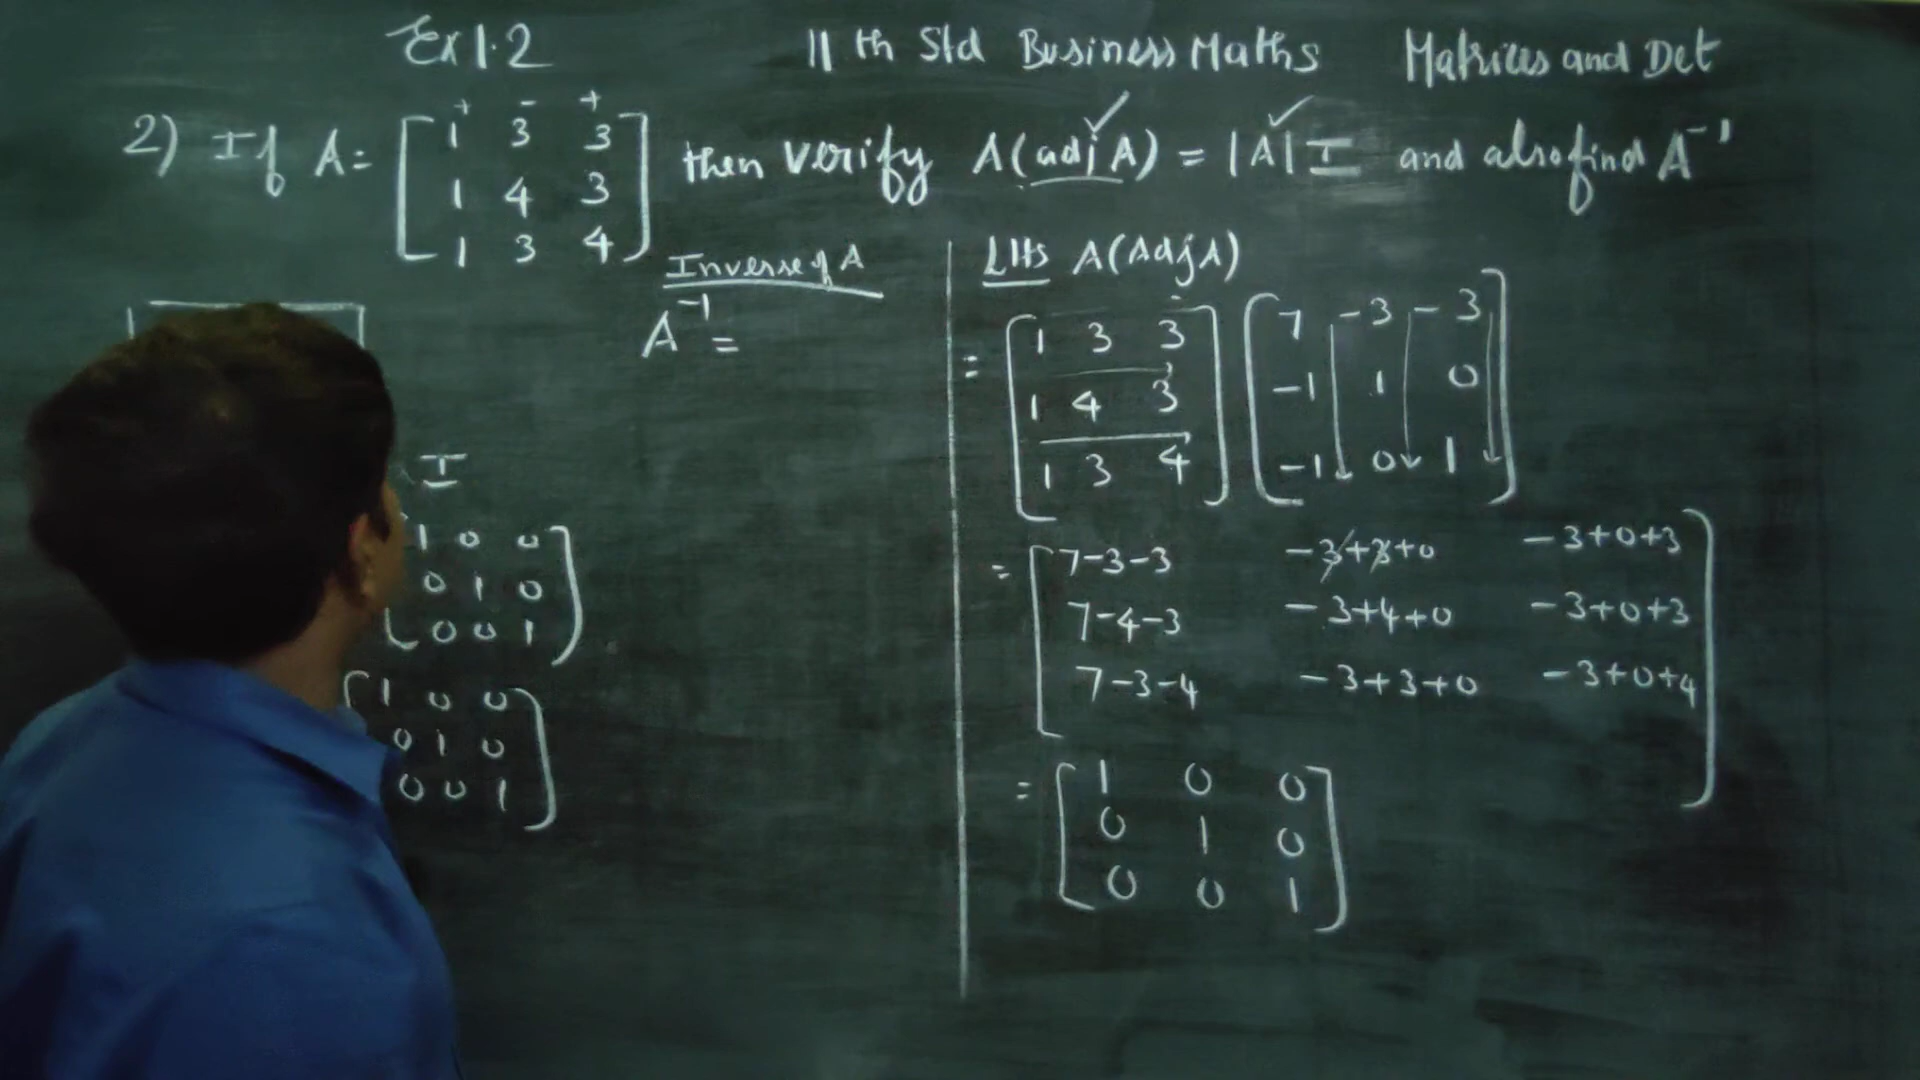 Ex 1.2 11 th Std Business Maths Matrices and Det
2) If A = [ 1 3 3 ] then verify A(adj A) = |A| I and also find A⁻¹
+ - +
1 4 3
1 3 4
Inverse of A
A⁻¹ =
I
1 0 0
0 1 0
0 0 1
1 0 0
0 1 0
0 0 1
LHS A(Adj A)
= [ 1 3 3 ] [ 7 -3 -3 ]
1 4 3 -1 1 0
1 3 4 -1 0 1
= [ 7-3-3 -3+3+0 -3+0+3 ]
7-4-3 -3+4+0 -3+0+3
7-3-4 -3+3+0 -3+0+4
= [ 1 0 0 ]
0 1 0
0 0 1